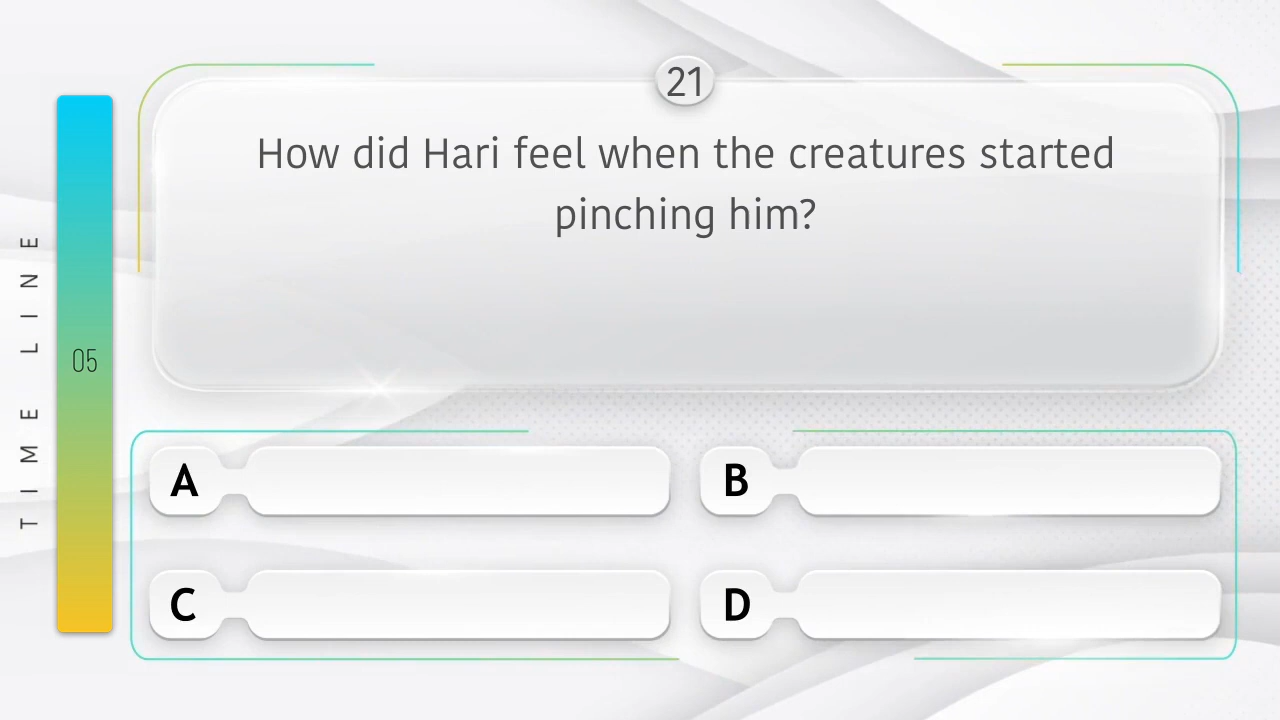 21
How did Hari feel when the creatures started
pinching him?
TIME LINE
05
A
B
C
D